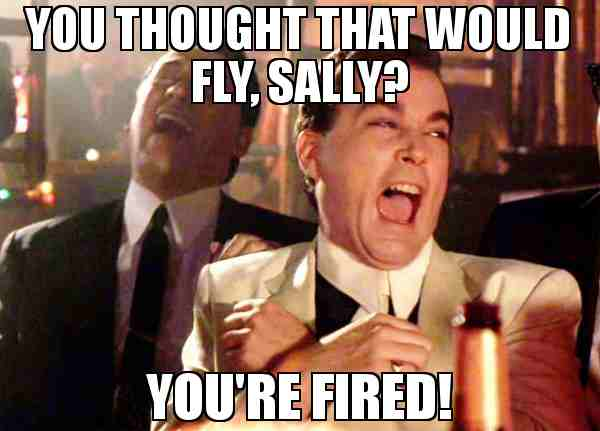 YOU THOUGHT THAT WOULD
FLY, SALLY?
YOU'RE FIRED!